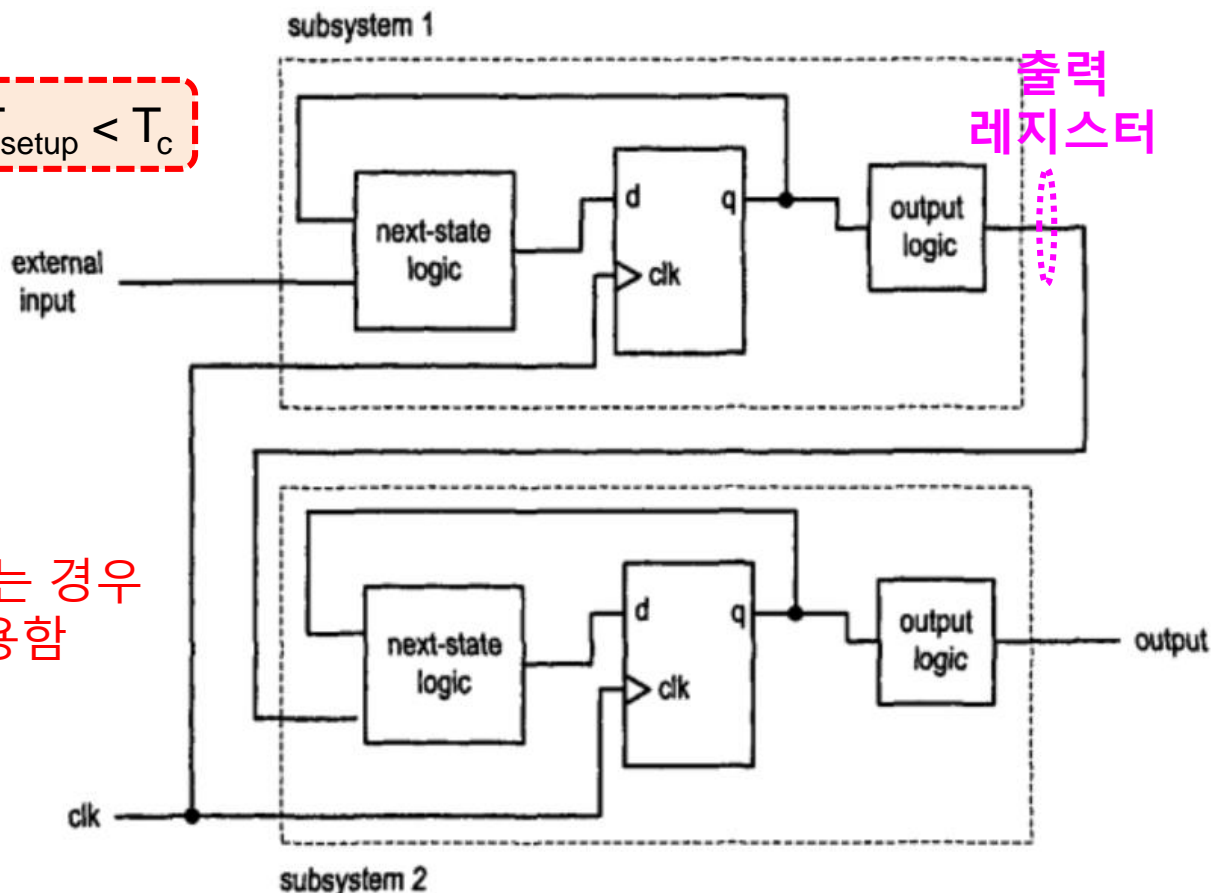 subsystem 1
출력
레지스터
setup < Tc
next-state
logic
d
q
clk
output
logic
external
input
는 경우
용함
next-state
logic
d
q
clk
output
logic
output
clk
subsystem 2